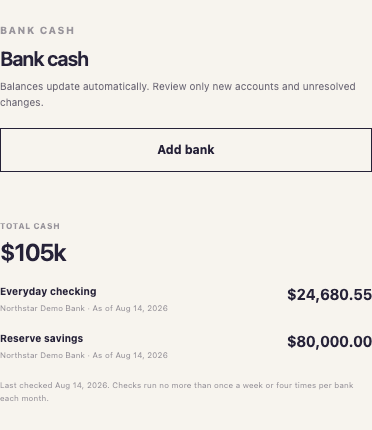 BANK CASH
Bank cash
Balances update automatically. Review only new accounts and unresolved
changes.
Add bank
TOTAL CASH
$105k
Everyday checking
$24,680.55
Northstar Demo Bank · As of Aug 14, 2026
Reserve savings
$80,000.00
Northstar Demo Bank · As of Aug 14, 2026
Last checked Aug 14, 2026. Checks run no more than once a week or four times per bank
each month.